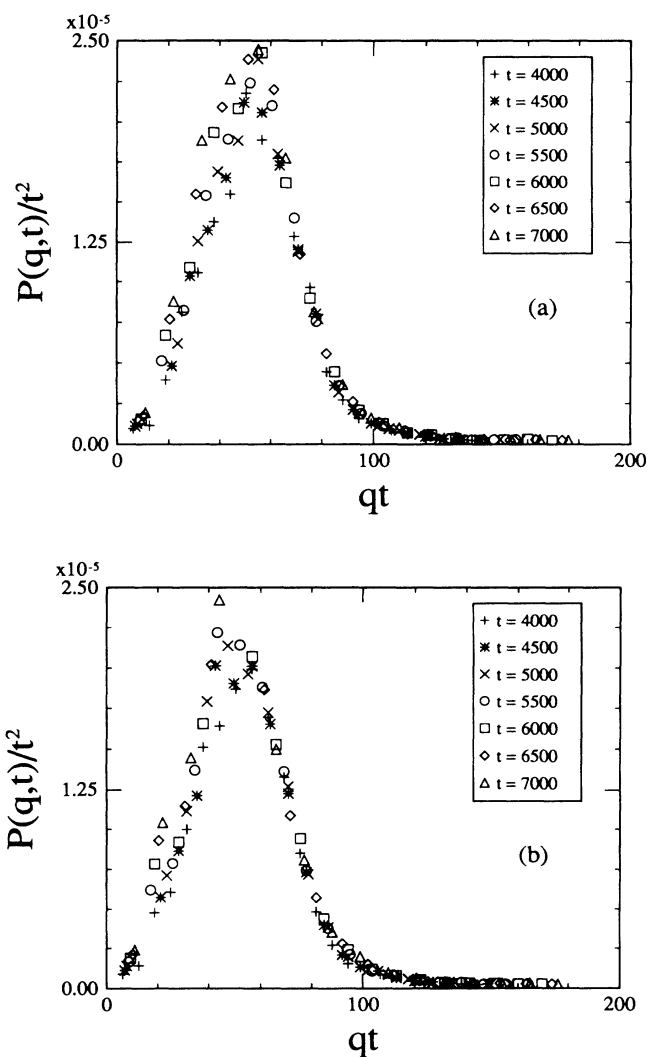 x10-5
2.50
t = 4000
t = 4500
t = 5000
t = 5500
t = 6000
t = 6500
t = 7000
P(q,t)/t2
1.25
(a)
0.00
0
100
200
qt
x10-5
2.50
t = 4000
t = 4500
t = 5000
t = 5500
t = 6000
t = 6500
t = 7000
P(q,t)/t2
1.25
(b)
0.00
0
100
200
qt